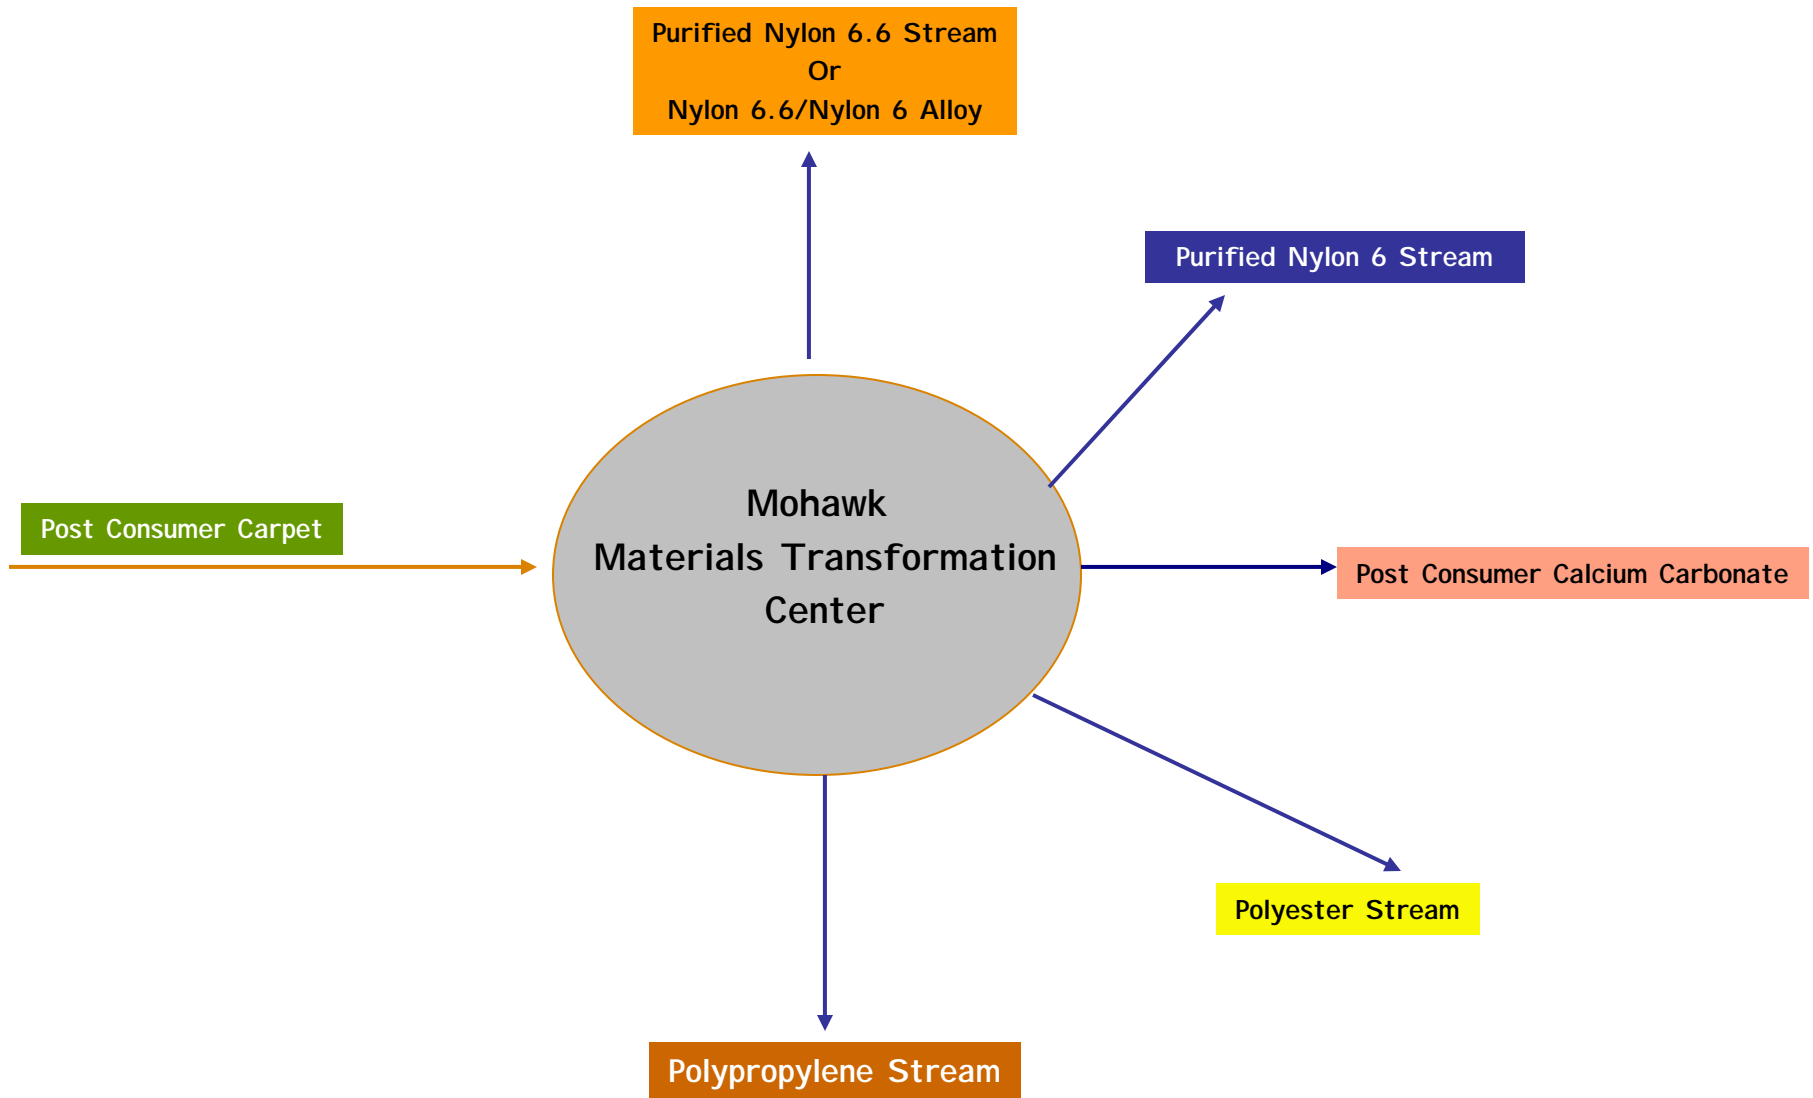 Purified Nylon 6.6 Stream
Or
Nylon 6.6/Nylon 6 Alloy
Purified Nylon 6 Stream
Post Consumer Carpet
Mohawk
Materials Transformation
Center
Post Consumer Calcium Carbonate
Polyester Stream
Polypropylene Stream